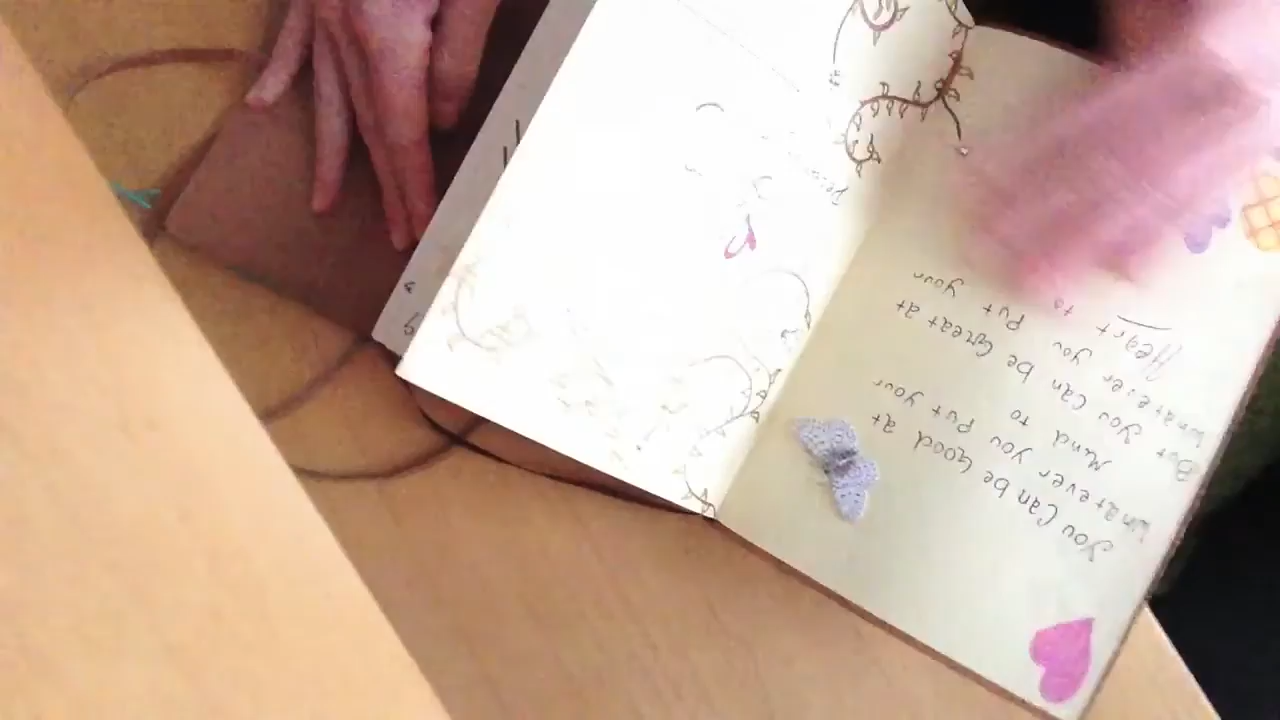 You Can be Good at
Whatever you Put your
Mind to
But You Can be Great at
Whatever you Put your
Heart to